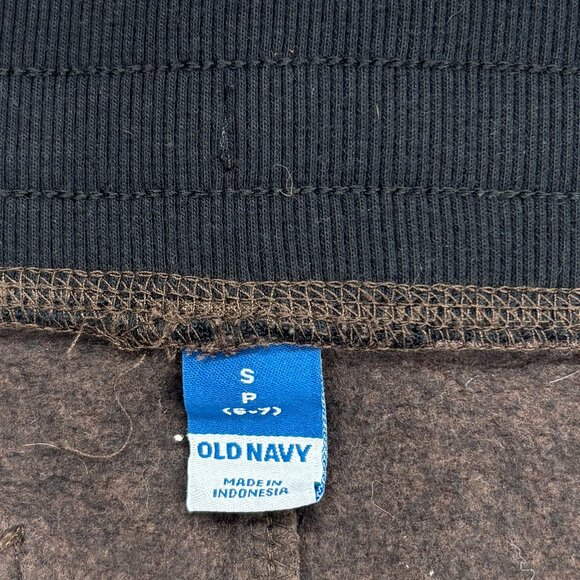 S
P
(6-7)
OLD NAVY
MADE IN
INDONESIA